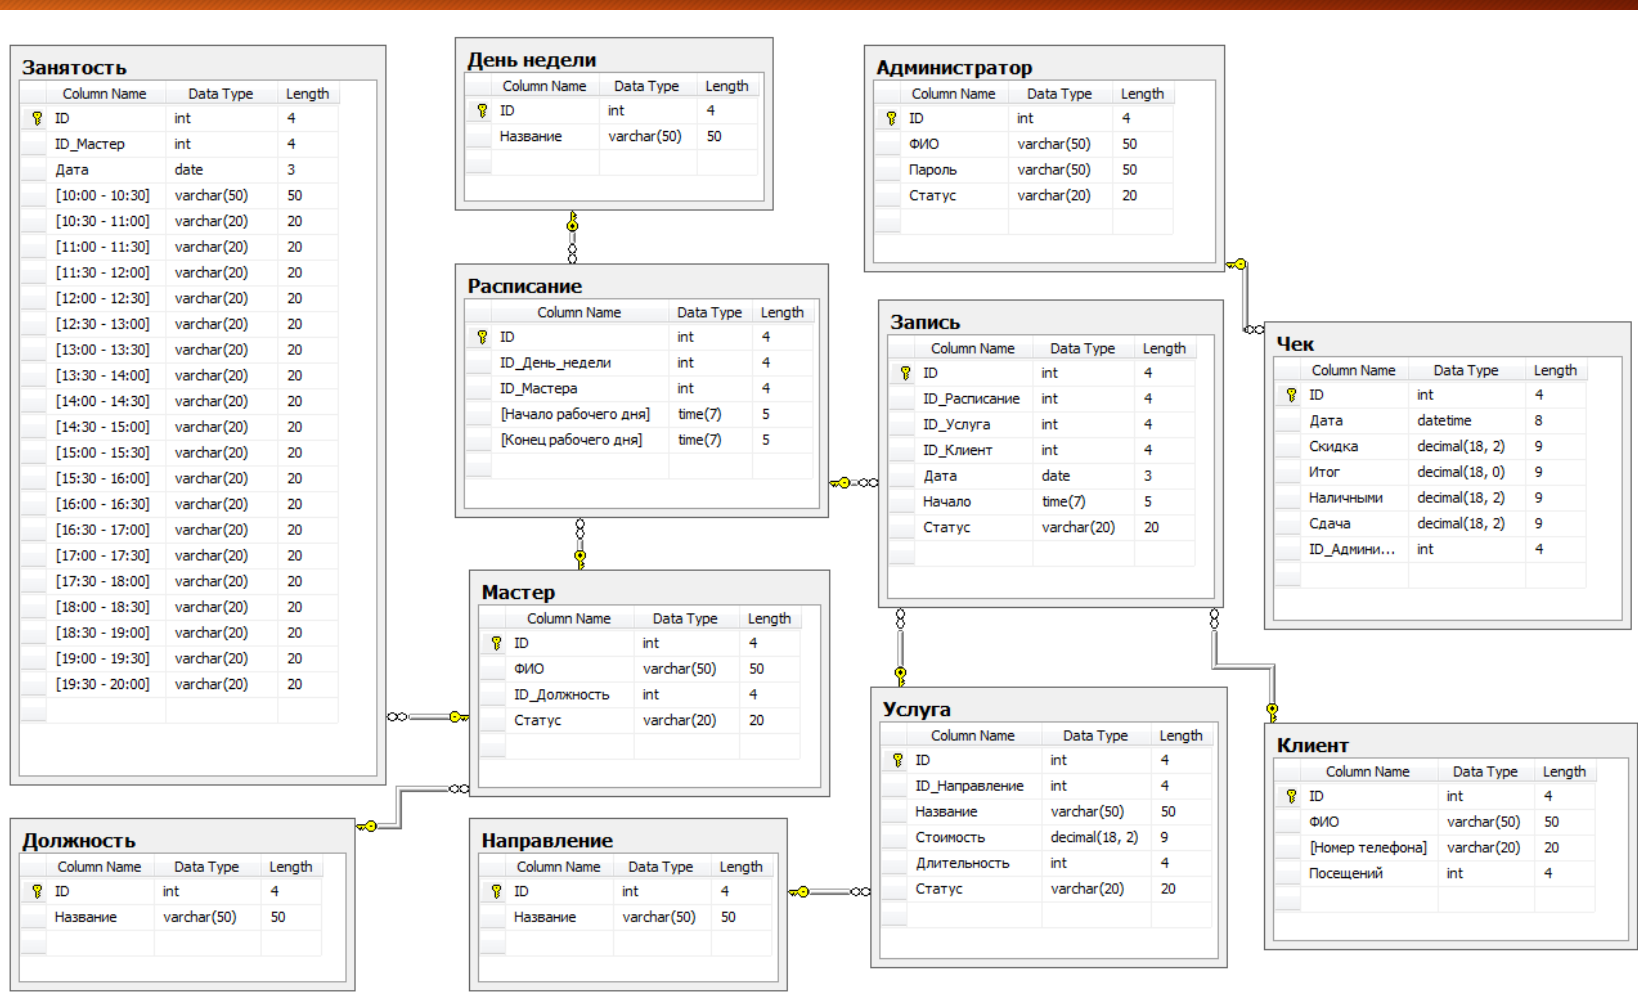 Занятость
Column Name Data Type Length
ID int 4
ID_Мастер int 4
Дата date 3
[10:00 - 10:30] varchar(50) 50
[10:30 - 11:00] varchar(20) 20
[11:00 - 11:30] varchar(20) 20
[11:30 - 12:00] varchar(20) 20
[12:00 - 12:30] varchar(20) 20
[12:30 - 13:00] varchar(20) 20
[13:00 - 13:30] varchar(20) 20
[13:30 - 14:00] varchar(20) 20
[14:00 - 14:30] varchar(20) 20
[14:30 - 15:00] varchar(20) 20
[15:00 - 15:30] varchar(20) 20
[15:30 - 16:00] varchar(20) 20
[16:00 - 16:30] varchar(20) 20
[16:30 - 17:00] varchar(20) 20
[17:00 - 17:30] varchar(20) 20
[17:30 - 18:00] varchar(20) 20
[18:00 - 18:30] varchar(20) 20
[18:30 - 19:00] varchar(20) 20
[19:00 - 19:30] varchar(20) 20
[19:30 - 20:00] varchar(20) 20
День недели
Column Name Data Type Length
ID int 4
Название varchar(50) 50
Администратор
Column Name Data Type Length
ID int 4
ФИО varchar(50) 50
Пароль varchar(50) 50
Статус varchar(20) 20
Расписание
Column Name Data Type Length
ID int 4
ID_День_недели int 4
ID_Мастера int 4
[Начало рабочего дня] time(7) 5
[Конец рабочего дня] time(7) 5
Запись
Column Name Data Type Length
ID int 4
ID_Расписание int 4
ID_Услуга int 4
ID_Клиент int 4
Дата date 3
Начало time(7) 5
Статус varchar(20) 20
Чек
Column Name Data Type Length
ID int 4
Дата datetime 8
Скидка decimal(18, 2) 9
Итог decimal(18, 0) 9
Наличными decimal(18, 2) 9
Сдача decimal(18, 2) 9
ID_Админи... int 4
Мастер
Column Name Data Type Length
ID int 4
ФИО varchar(50) 50
ID_Должность int 4
Статус varchar(20) 20
Услуга
Column Name Data Type Length
ID int 4
ID_Направление int 4
Название varchar(50) 50
Стоимость decimal(18, 2) 9
Длительность int 4
Статус varchar(20) 20
Клиент
Column Name Data Type Length
ID int 4
ФИО varchar(50) 50
[Номер телефона] varchar(20) 20
Посещений int 4
Должность
Column Name Data Type Length
ID int 4
Название varchar(50) 50
Направление
Column Name Data Type Length
ID int 4
Название varchar(50) 50